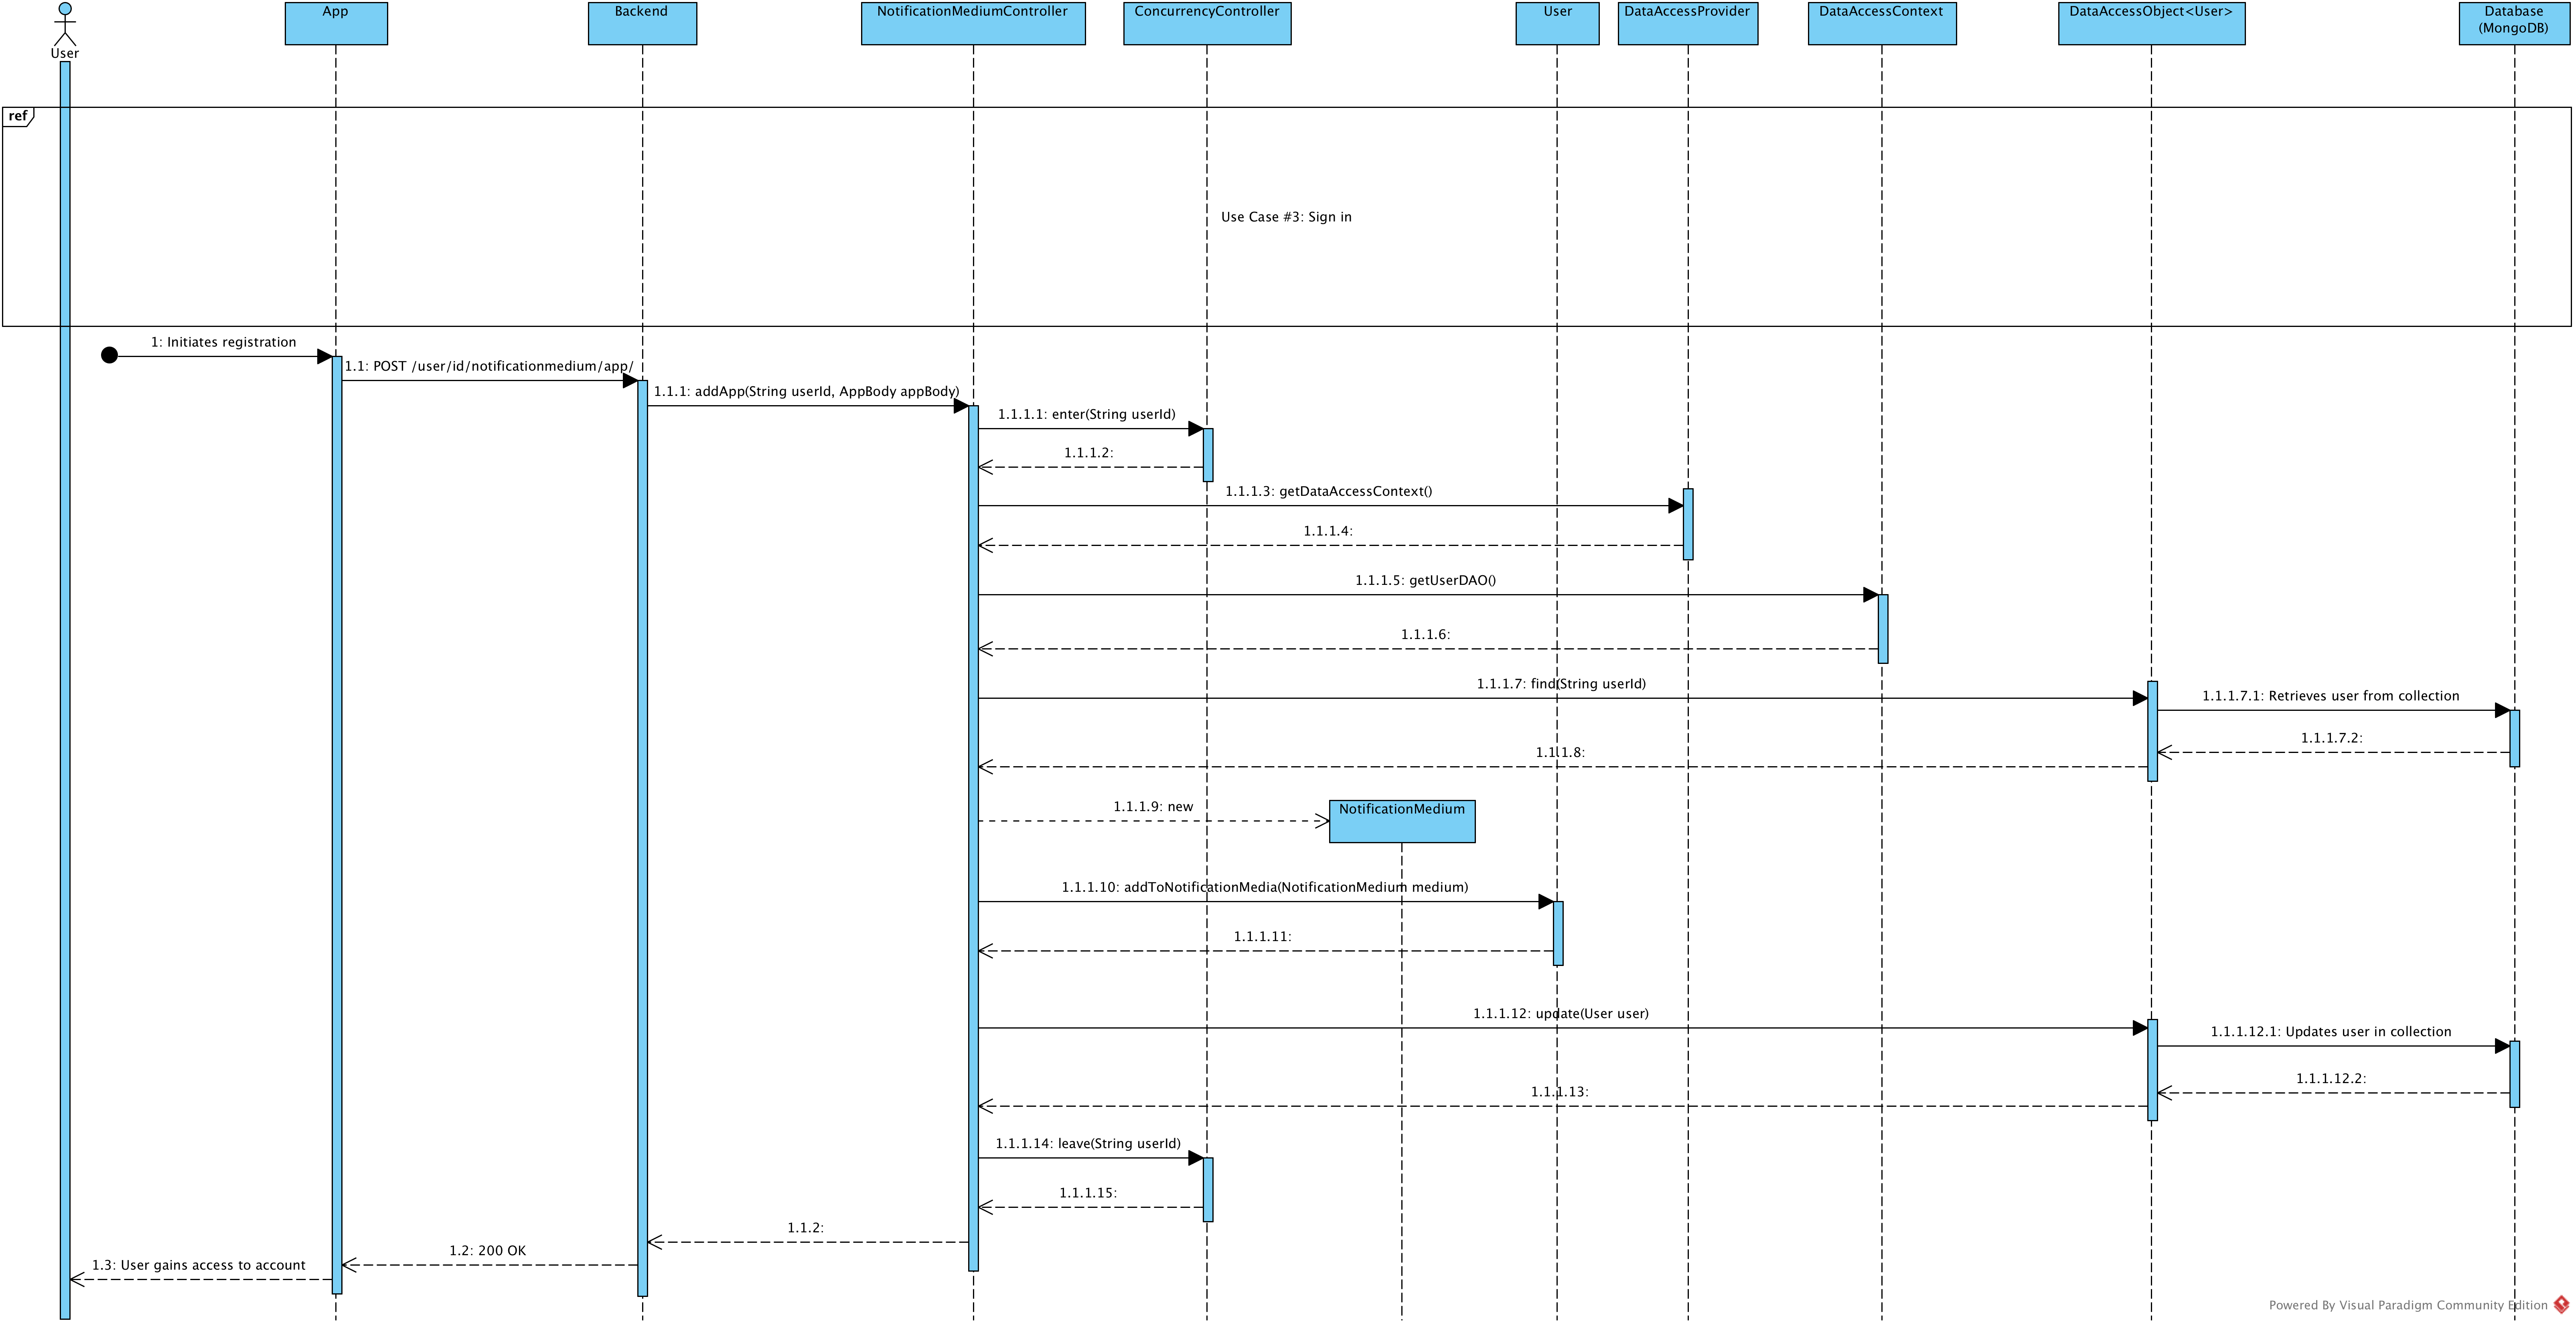 App
Backend
NotificationMediumController
ConcurrencyController
User
DataAccessProvider
DataAccessContext
DataAccessObject<User>
Database
(MongoDB)
User
ref
Use Case #3: Sign in
1: Initiates registration
1.1: POST /user/id/notificationmedium/app/
1.1.1: addApp(String userId, AppBody appBody)
1.1.1.1: enter(String userId)
1.1.1.2:
1.1.1.3: getDataAccessContext()
1.1.1.4:
1.1.1.5: getUserDAO()
1.1.1.6:
1.1.1.7: find(String userId)
1.1.1.7.1: Retrieves user from collection
1.1.1.7.2:
1.1.1.8:
1.1.1.9: new
NotificationMedium
1.1.1.10: addToNotificationMedia(NotificationMedium medium)
1.1.1.11:
1.1.1.12: update(User user)
1.1.1.12.1: Updates user in collection
1.1.1.12.2:
1.1.1.13:
1.1.1.14: leave(String userId)
1.1.1.15:
1.1.2:
1.2: 200 OK
1.3: User gains access to account
Powered By Visual Paradigm Community Edition